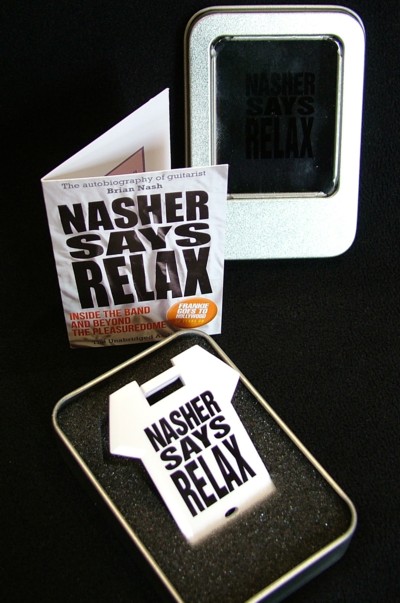 NASHER
SAYS
RELAX
The autobiography of guitarist
Brian Nash
NASHER
SAYS
RELAX
INSIDE THE BAND
AND BEYOND
THE PLEASUREDOME
FRANKIE
GOES TO
HOLLYWOOD
Unabridged
NASHER
SAYS
RELAX